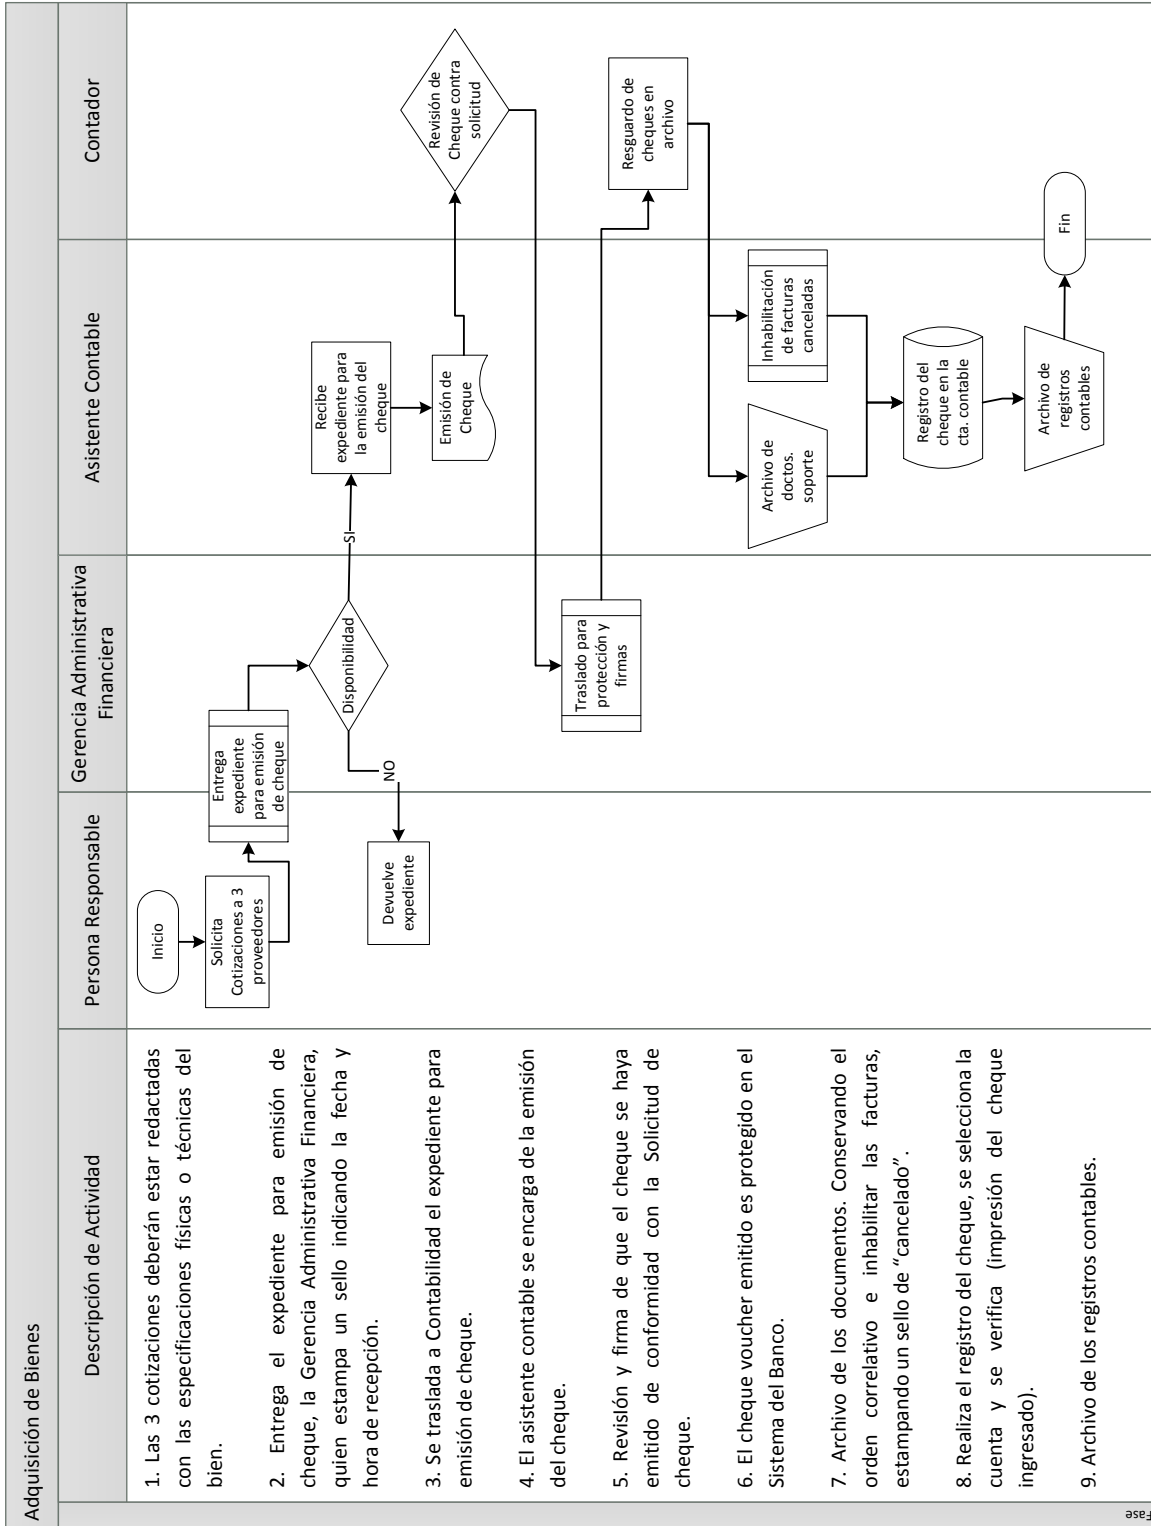 Adquisición de Bienes
Descripción de Actividad
Persona Responsable
Gerencia Administrativa
Financiera
Asistente Contable
Contador
Fase
1. Las 3 cotizaciones deberán estar redactadas
con las especificaciones físicas o técnicas del
bien.
2. Entrega el expediente para emisión de
cheque, la Gerencia Administrativa Financiera,
quien estampa un sello indicando la fecha y
hora de recepción.
3. Se traslada a Contabilidad el expediente para
emisión de cheque.
4. El asistente contable se encarga de la emisión
del cheque.
5. Revisión y firma de que el cheque se haya
emitido de conformidad con la Solicitud de
cheque.
6. El cheque voucher emitido es protegido en el
Sistema del Banco.
7. Archivo de los documentos. Conservando el
orden correlativo e inhabilitar las facturas,
estampando un sello de “cancelado”.
8. Realiza el registro del cheque, se selecciona la
cuenta y se verifica (impresión del cheque
ingresado).
9. Archivo de los registros contables.
Inicio
Solicita
Cotizaciones a 3
proveedores
Entrega
expediente
para emisión
de cheque
Disponibilidad
NO
SI
Devuelve
expediente
Recibe
expediente para
la emisión del
cheque
Emisión de
Cheque
Revisión de
Cheque contra
solicitud
Traslado para
protección y
firmas
Resguardo de
cheques en
archivo
Archivo de
doctos.
soporte
Inhabilitación
de facturas
canceladas
Registro del
cheque en la
cta. contable
Archivo de
registros
contables
Fin